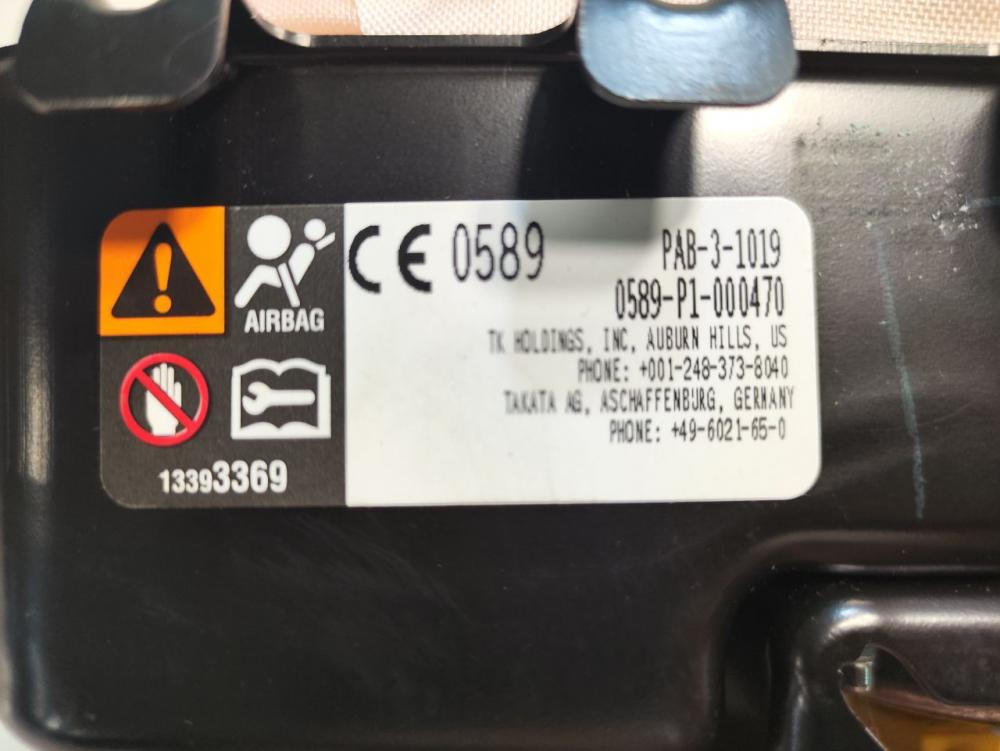 CE 0589
PAB-3-1019
0589-P1-000470
TK HOLDINGS, INC, AUBURN HILLS, US
PHONE: +001-248-373-8040
TAKATA AG, ASCHAFFENBURG, GERMANY
PHONE: +49-6021-65-0
AIRBAG
13393369